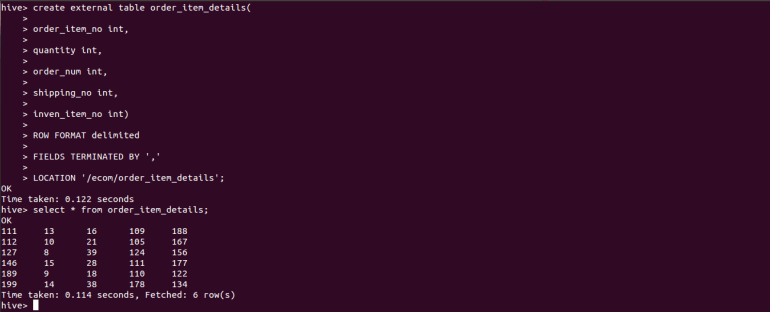 hive> create external table order_item_details(
    >
    > order_item_no int,
    >
    > quantity int,
    >
    > order_num int,
    >
    > shipping_no int,
    >
    > inven_item_no int)
    >
    > ROW FORMAT delimited
    >
    > FIELDS TERMINATED BY ','
    >
    > LOCATION '/ecom/order_item_details';
OK
Time taken: 0.122 seconds
hive> select * from order_item_details;
OK
111     13      16      109     188
112     10      21      105     167
127     8       39      124     156
146     15      28      111     177
189     9       18      110     122
199     14      38      178     134
Time taken: 0.114 seconds, Fetched: 6 row(s)
hive>